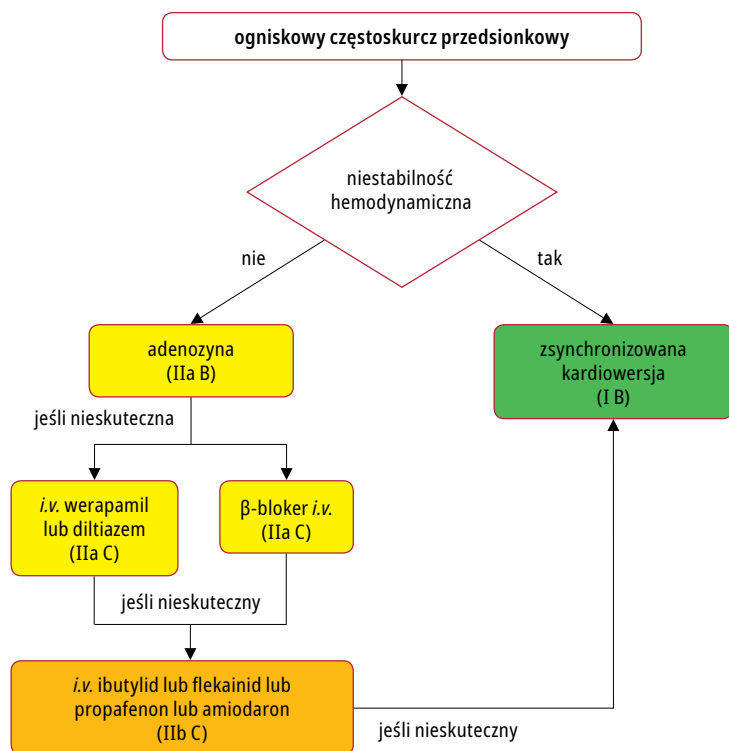 ogniskowy częstoskurcz przedsionkowy
niestabilność
hemodynamiczna
nie
tak
adenozyna
(IIa B)
zsynchronizowana
kardiowersja
(I B)
jeśli nieskuteczna
i.v. werapamil
lub diltiazem
(IIa C)
β-bloker i.v.
(IIa C)
jeśli nieskuteczny
i.v. ibutylid lub flekainid lub
propafenon lub amiodaron
(IIb C)
jeśli nieskuteczny